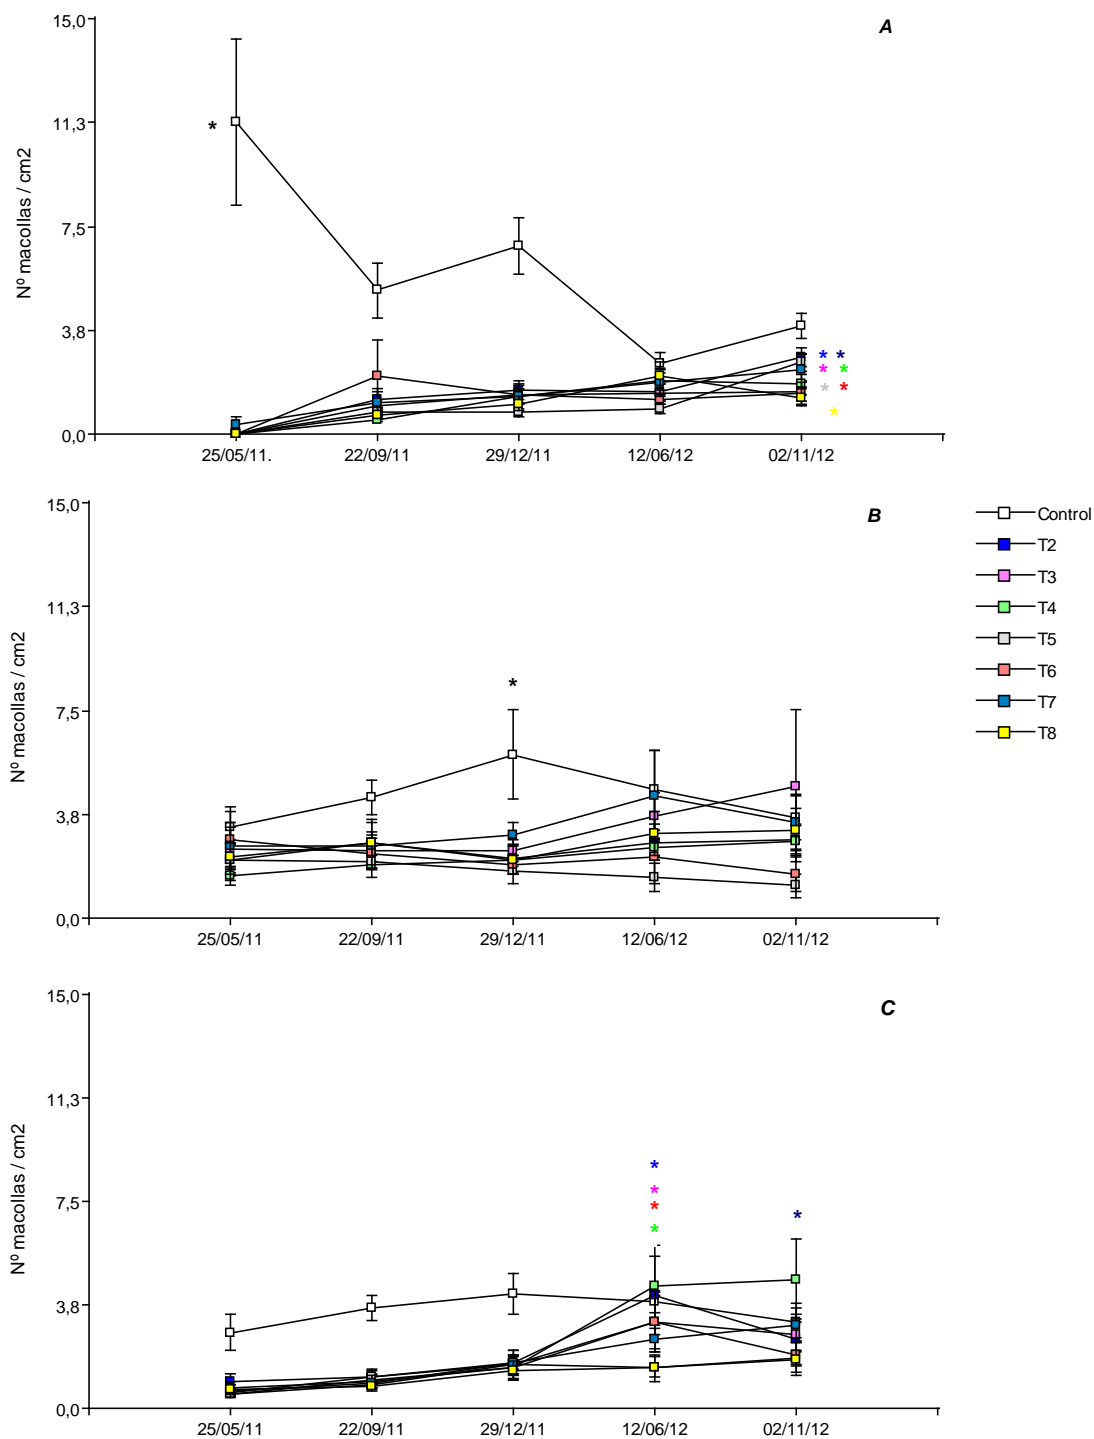 15,0
A
11,3
7,5
3,8
0,0
Nº macollas / cm2
*
* *
* *
* *
*
25/05/11.
22/09/11
29/12/11
12/06/12
02/11/12
15,0
B
11,3
7,5
3,8
0,0
Nº macollas / cm2
*
25/05/11
22/09/11
29/12/11
12/06/12
02/11/12
Control
T2
T3
T4
T5
T6
T7
T8
15,0
C
11,3
7,5
3,8
0,0
Nº macollas / cm2
*
*
*
*
*
25/05/11
22/09/11
29/12/11
12/06/12
02/11/12